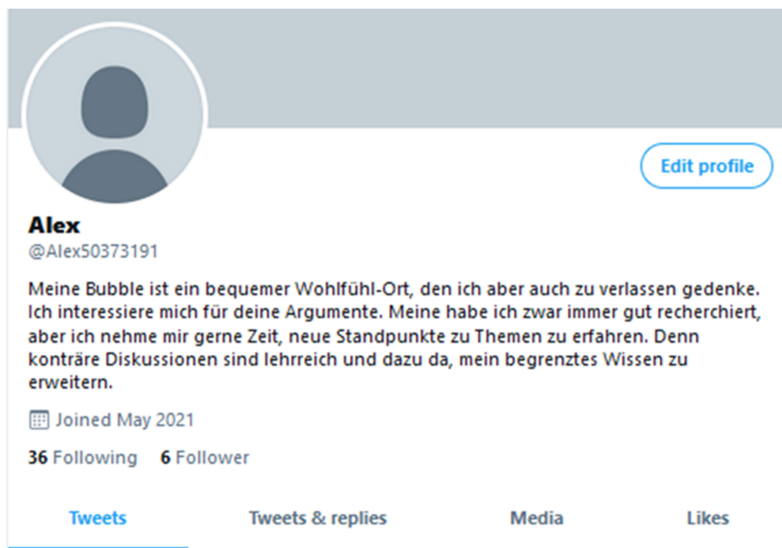 Edit profile
Alex
@Alex50373191
Meine Bubble ist ein bequemer Wohlfühl-Ort, den ich aber auch zu verlassen gedenke.
Ich interessiere mich für deine Argumente. Meine habe ich zwar immer gut recherchiert,
aber ich nehme mir gerne Zeit, neue Standpunkte zu Themen zu erfahren. Denn
konträre Diskussionen sind lehrreich und dazu da, mein begrenztes Wissen zu
erweitern.
Joined May 2021
36 Following 6 Follower
Tweets Tweets & replies Media Likes